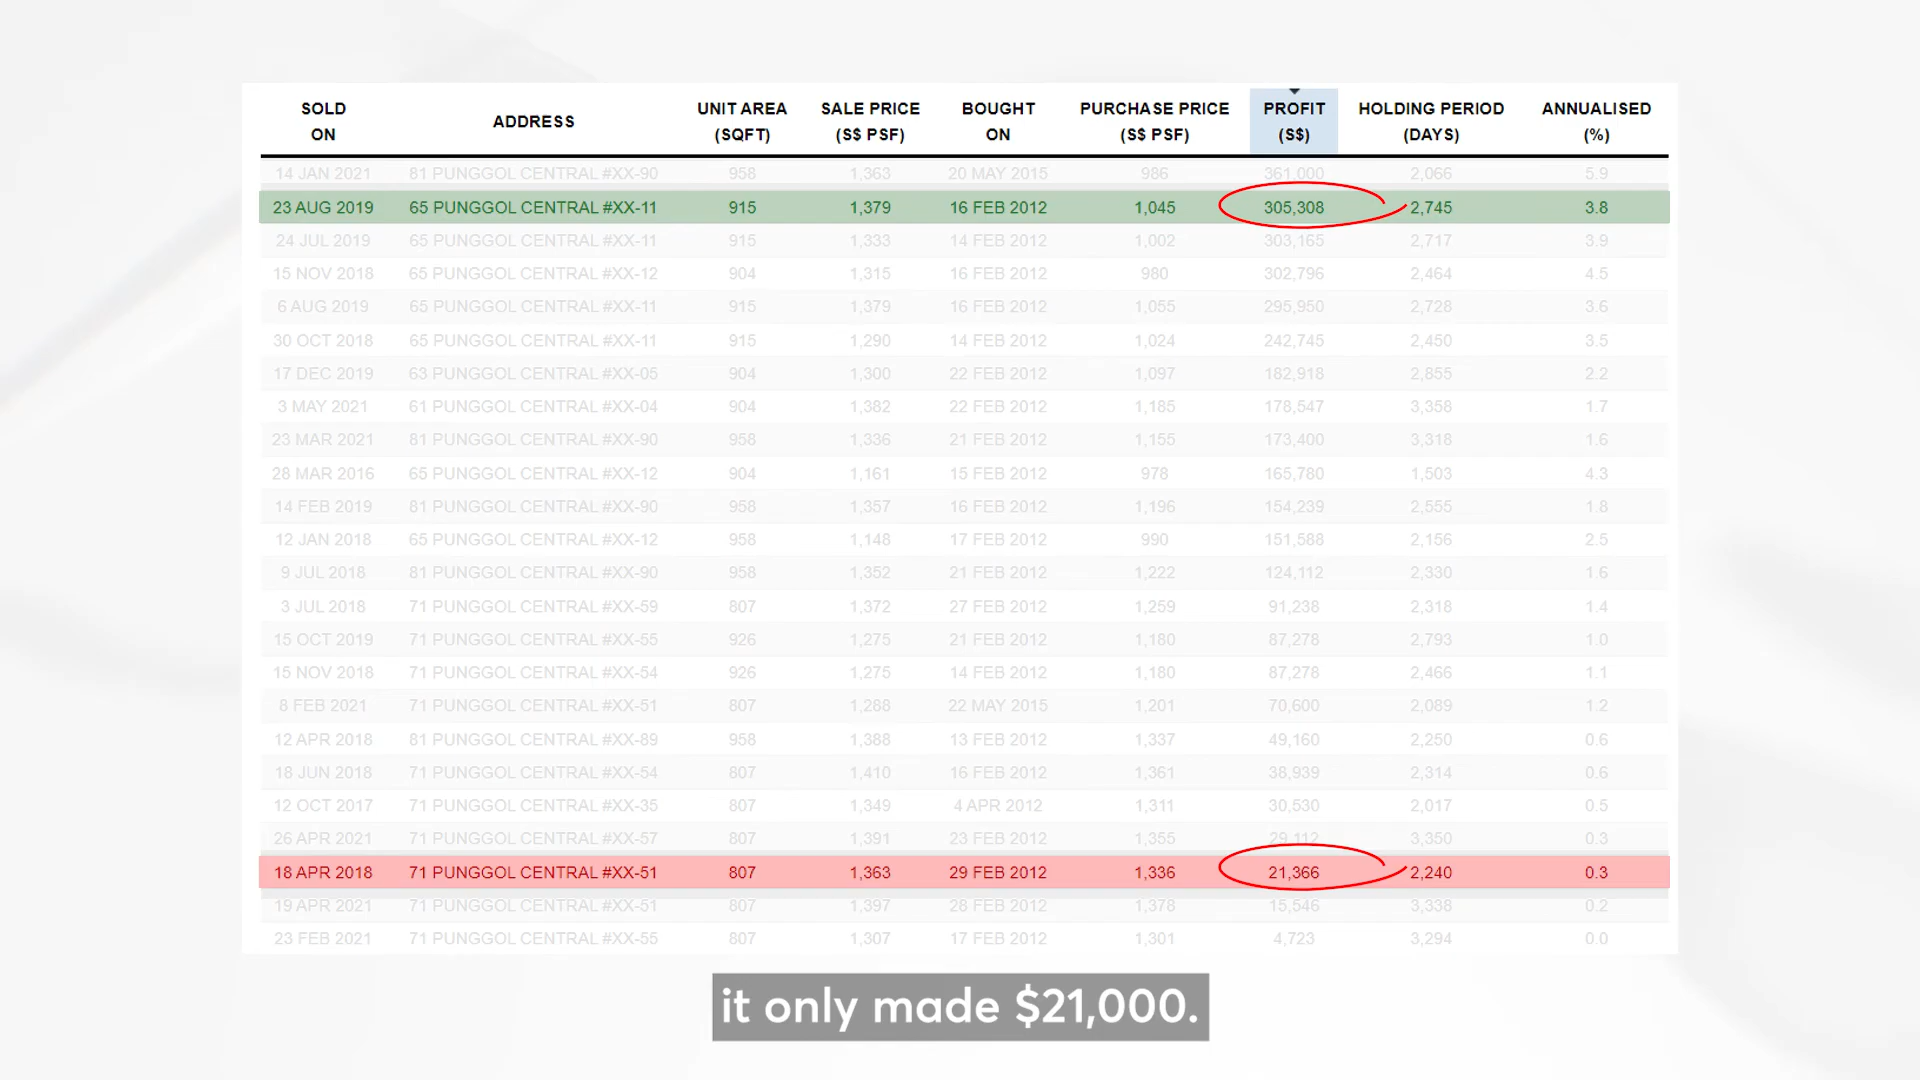 SOLD ON ADDRESS UNIT AREA (SQFT) SALE PRICE (S$ PSF) BOUGHT ON PURCHASE PRICE (S$ PSF) PROFIT (S$) HOLDING PERIOD (DAYS) ANNUALISED (%)
14 JAN 2021 81 PUNGGOL CENTRAL #XX-90 958 1,363 20 MAY 2015 986 361,000 2,066 5.9
23 AUG 2019 65 PUNGGOL CENTRAL #XX-11 915 1,379 16 FEB 2012 1,045 305,308 2,745 3.8
24 JUL 2019 65 PUNGGOL CENTRAL #XX-11 915 1,333 14 FEB 2012 1,002 303,165 2,717 3.9
15 NOV 2018 65 PUNGGOL CENTRAL #XX-12 904 1,315 16 FEB 2012 980 302,796 2,464 4.5
6 AUG 2019 65 PUNGGOL CENTRAL #XX-11 915 1,379 16 FEB 2012 1,055 295,950 2,728 3.6
30 OCT 2018 65 PUNGGOL CENTRAL #XX-11 915 1,290 14 FEB 2012 1,024 242,745 2,450 3.5
17 DEC 2019 63 PUNGGOL CENTRAL #XX-05 904 1,300 22 FEB 2012 1,097 182,918 2,855 2.2
3 MAY 2021 61 PUNGGOL CENTRAL #XX-04 904 1,382 22 FEB 2012 1,185 178,547 3,358 1.7
23 MAR 2021 81 PUNGGOL CENTRAL #XX-90 958 1,336 21 FEB 2012 1,155 173,400 3,318 1.6
28 MAR 2016 65 PUNGGOL CENTRAL #XX-12 904 1,161 15 FEB 2012 978 165,780 1,503 4.3
14 FEB 2019 81 PUNGGOL CENTRAL #XX-90 958 1,357 16 FEB 2012 1,196 154,239 2,555 1.8
12 JAN 2018 65 PUNGGOL CENTRAL #XX-12 958 1,148 17 FEB 2012 990 151,588 2,156 2.5
9 JUL 2018 81 PUNGGOL CENTRAL #XX-90 958 1,352 21 FEB 2012 1,222 124,112 2,330 1.6
3 JUL 2018 71 PUNGGOL CENTRAL #XX-59 807 1,372 27 FEB 2012 1,259 91,238 2,318 1.4
15 OCT 2019 71 PUNGGOL CENTRAL #XX-55 926 1,275 21 FEB 2012 1,180 87,278 2,793 1.0
15 NOV 2018 71 PUNGGOL CENTRAL #XX-54 926 1,275 14 FEB 2012 1,180 87,278 2,466 1.1
8 FEB 2021 71 PUNGGOL CENTRAL #XX-51 807 1,288 22 MAY 2015 1,201 70,600 2,089 1.2
12 APR 2018 81 PUNGGOL CENTRAL #XX-89 958 1,388 13 FEB 2012 1,337 49,160 2,250 0.6
18 JUN 2018 71 PUNGGOL CENTRAL #XX-54 807 1,410 16 FEB 2012 1,361 38,939 2,314 0.6
12 OCT 2017 71 PUNGGOL CENTRAL #XX-35 807 1,349 4 APR 2012 1,311 30,530 2,017 0.5
26 APR 2021 71 PUNGGOL CENTRAL #XX-57 807 1,391 23 FEB 2012 1,355 29,112 3,350 0.3
18 APR 2018 71 PUNGGOL CENTRAL #XX-51 807 1,363 29 FEB 2012 1,336 21,366 2,240 0.3
19 APR 2021 71 PUNGGOL CENTRAL #XX-51 807 1,397 28 FEB 2012 1,378 15,546 3,338 0.2
23 FEB 2021 71 PUNGGOL CENTRAL #XX-55 807 1,307 17 FEB 2012 1,301 4,723 3,294 0.0
it only made $21,000.